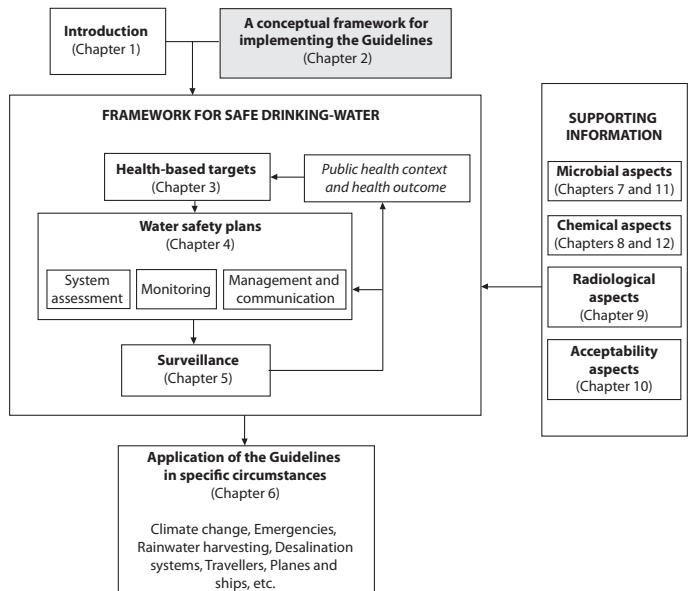 Introduction
(Chapter 1)
A conceptual framework for
implementing the Guidelines
(Chapter 2)
FRAMEWORK FOR SAFE DRINKING-WATER
Health-based targets
(Chapter 3)
Public health context
and health outcome
Water safety plans
(Chapter 4)
System
assessment
Monitoring
Management and
communication
Surveillance
(Chapter 5)
SUPPORTING
INFORMATION
Microbial aspects
(Chapters 7 and 11)
Chemical aspects
(Chapters 8 and 12)
Radiological
aspects
(Chapter 9)
Acceptability
aspects
(Chapter 10)
Application of the Guidelines
in specific circumstances
(Chapter 6)
Climate change, Emergencies,
Rainwater harvesting, Desalination
systems, Travellers, Planes and
ships, etc.